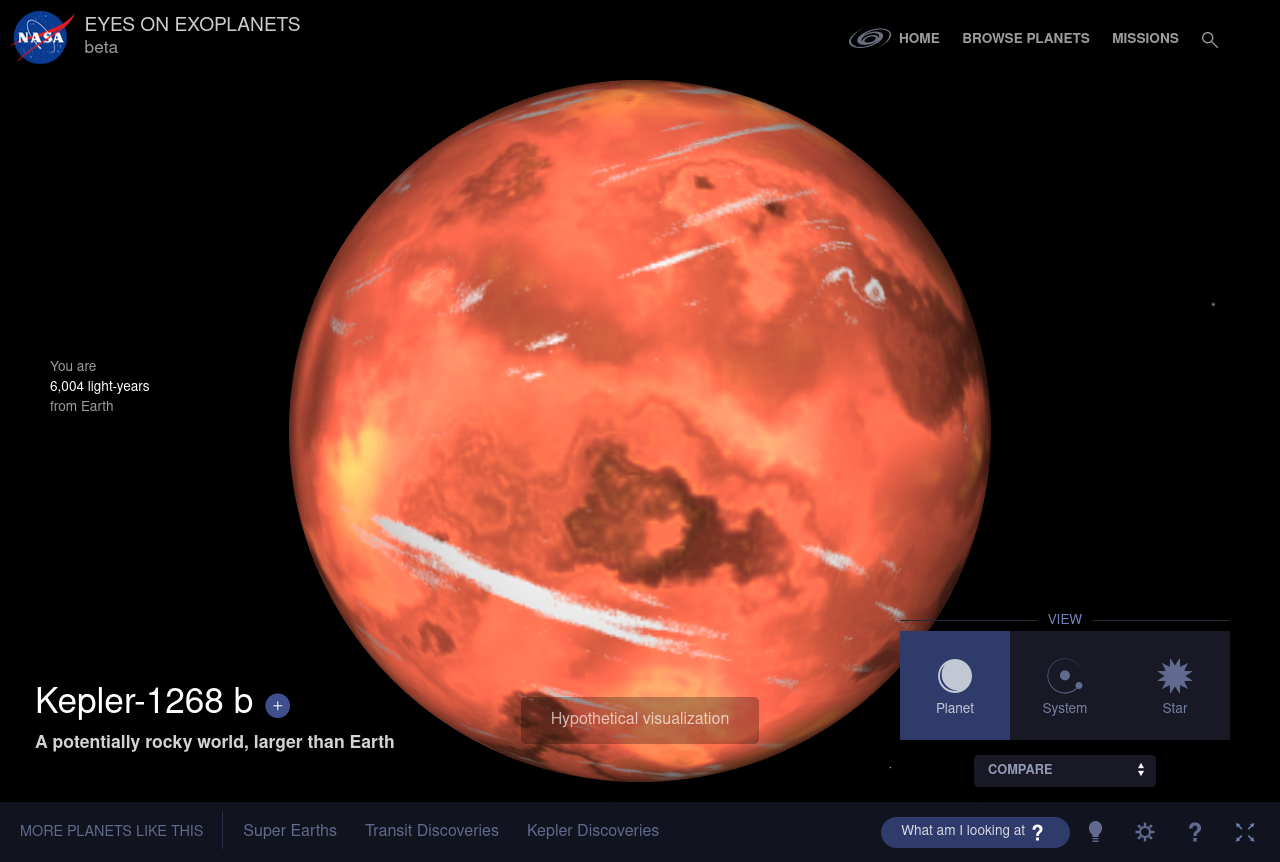 NASA
EYES ON EXOPLANETS
beta
HOME
BROWSE PLANETS
MISSIONS
You are
6,004 light-years
from Earth
VIEW
Planet
System
Star
Kepler-1268 b +
A potentially rocky world, larger than Earth
Hypothetical visualization
COMPARE
MORE PLANETS LIKE THIS
Super Earths
Transit Discoveries
Kepler Discoveries
What am I looking at ?
?